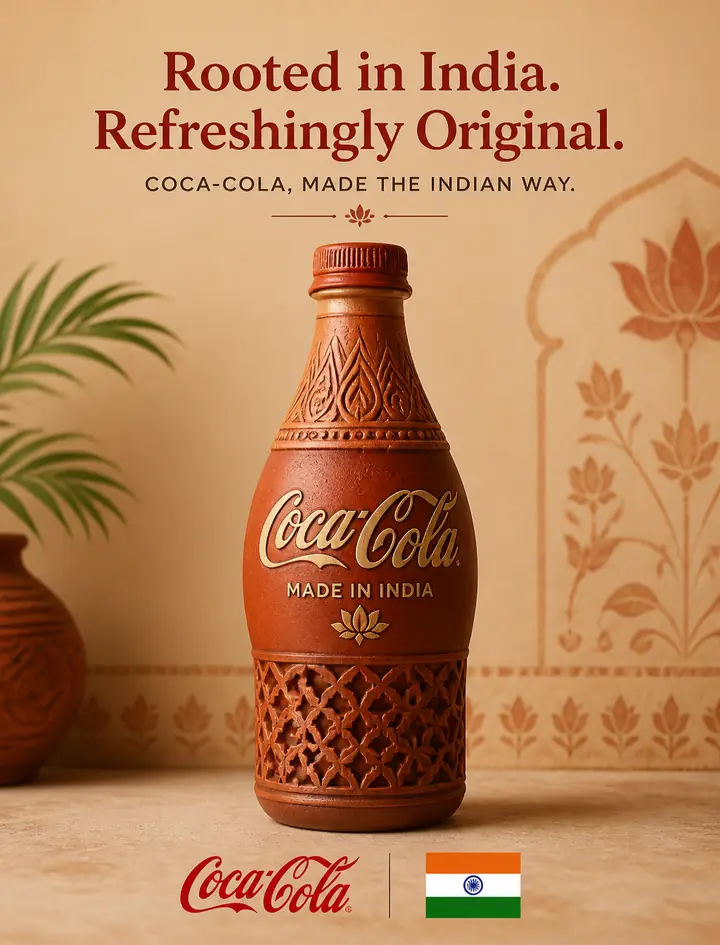 Rooted in India.
Refreshingly Original.
COCA-COLA, MADE THE INDIAN WAY.
Coca-Cola
MADE IN INDIA
Coca-Cola